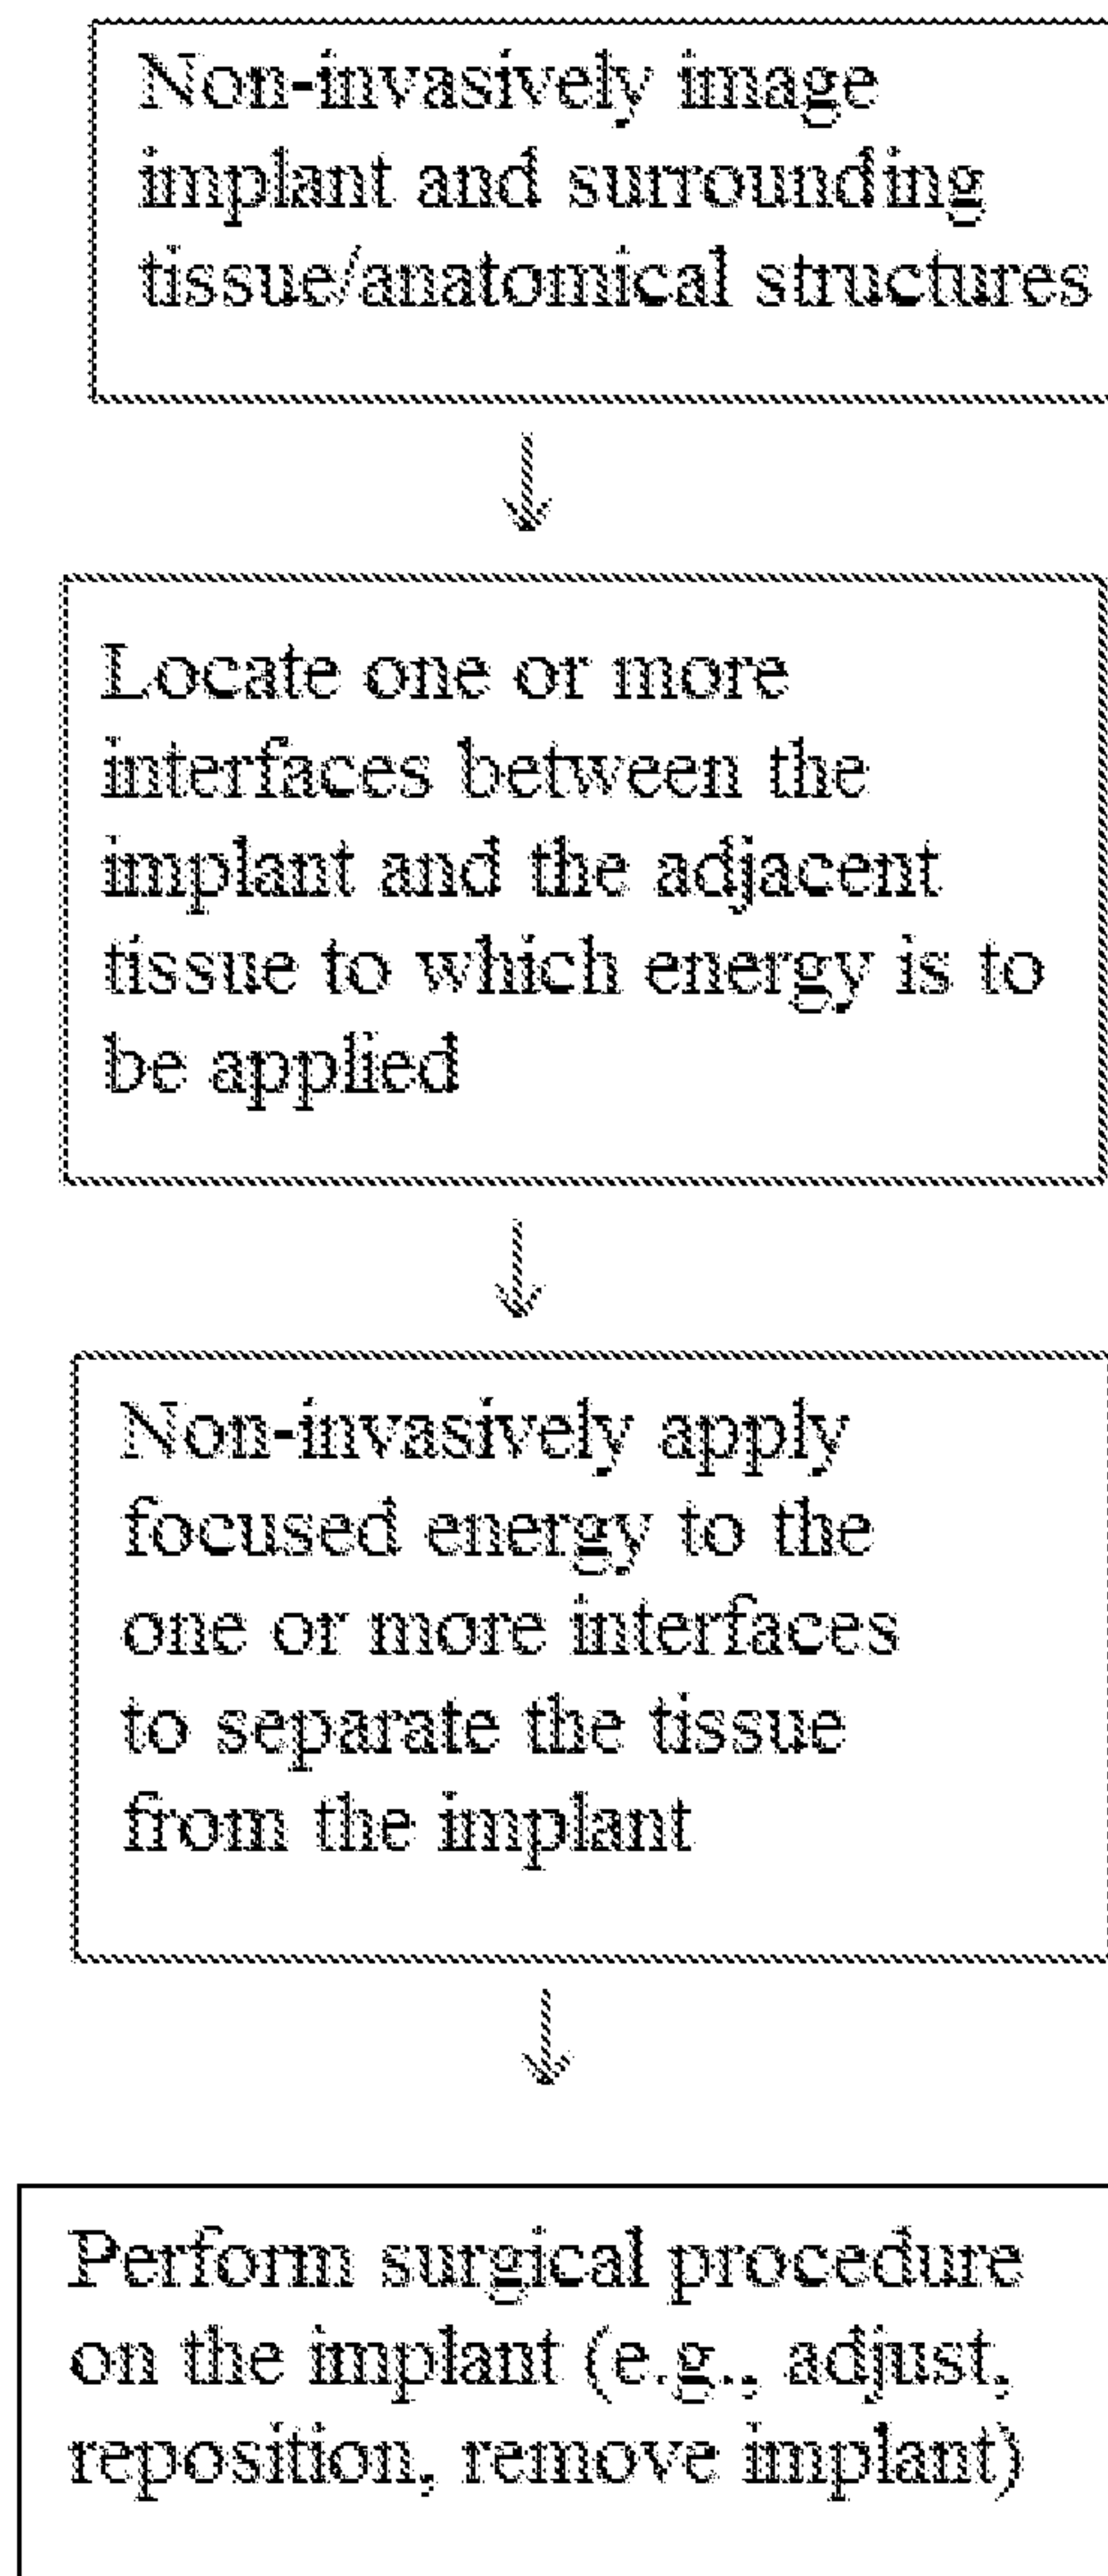 Non-invasively image
implant and surrounding
tissue/anatomical structures
Locate one or more
interfaces between the
implant and the adjacent
tissue to which energy is to
be applied
Non-invasively apply
focused energy to the
one or more interfaces
to separate the tissue
from the implant
Perform surgical procedure
on the implant (e.g., adjust,
reposition, remove implant)